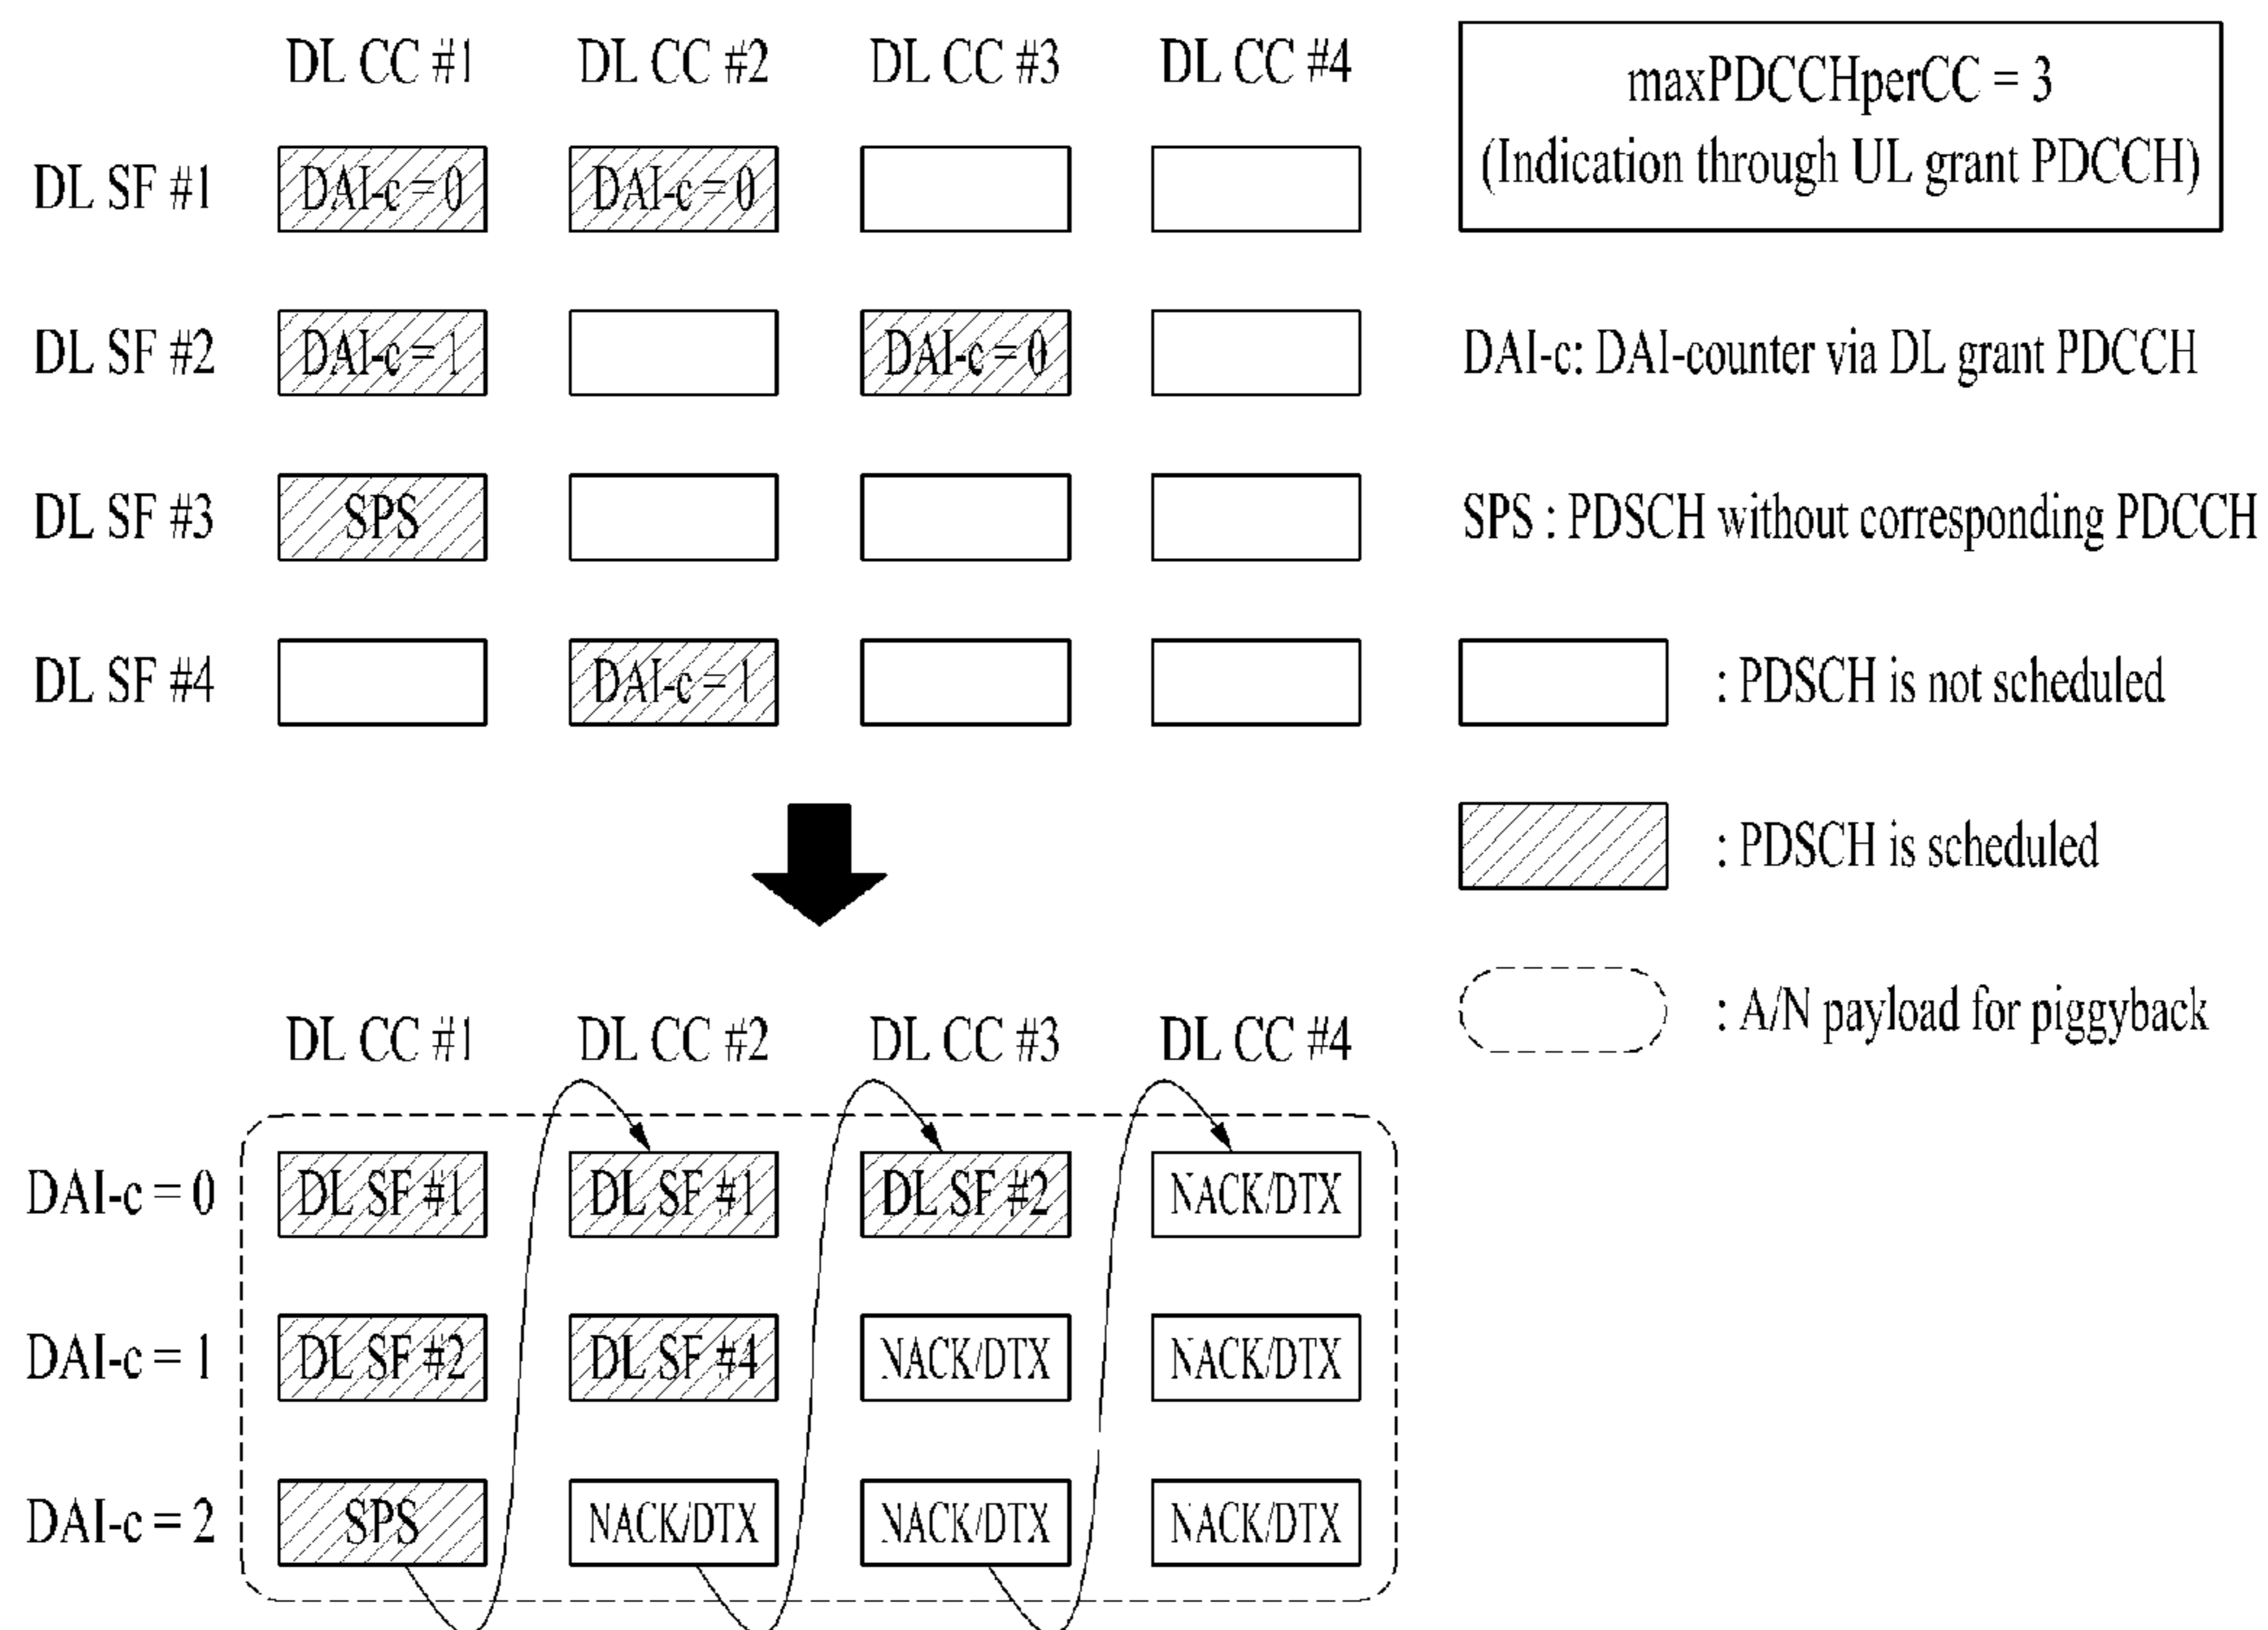 DL CC #1 DL CC #2 DL CC #3 DL CC #4
maxPDCCHperCC = 3
(Indication through UL grant PDCCH)
DL SF #1 DAI-c = 0 DAI-c = 0
DL SF #2 DAI-c = 1 DAI-c = 0
DAI-c: DAI-counter via DL grant PDCCH
DL SF #3 SPS
SPS : PDSCH without corresponding PDCCH
DL SF #4 DAI-c = 1
: PDSCH is not scheduled
: PDSCH is scheduled
: A/N payload for piggyback
DL CC #1 DL CC #2 DL CC #3 DL CC #4
DAI-c = 0 DL SF #1 DL SF #1 DL SF #2 NACK/DTX
DAI-c = 1 DL SF #2 DL SF #4 NACK/DTX NACK/DTX
DAI-c = 2 SPS NACK/DTX NACK/DTX NACK/DTX